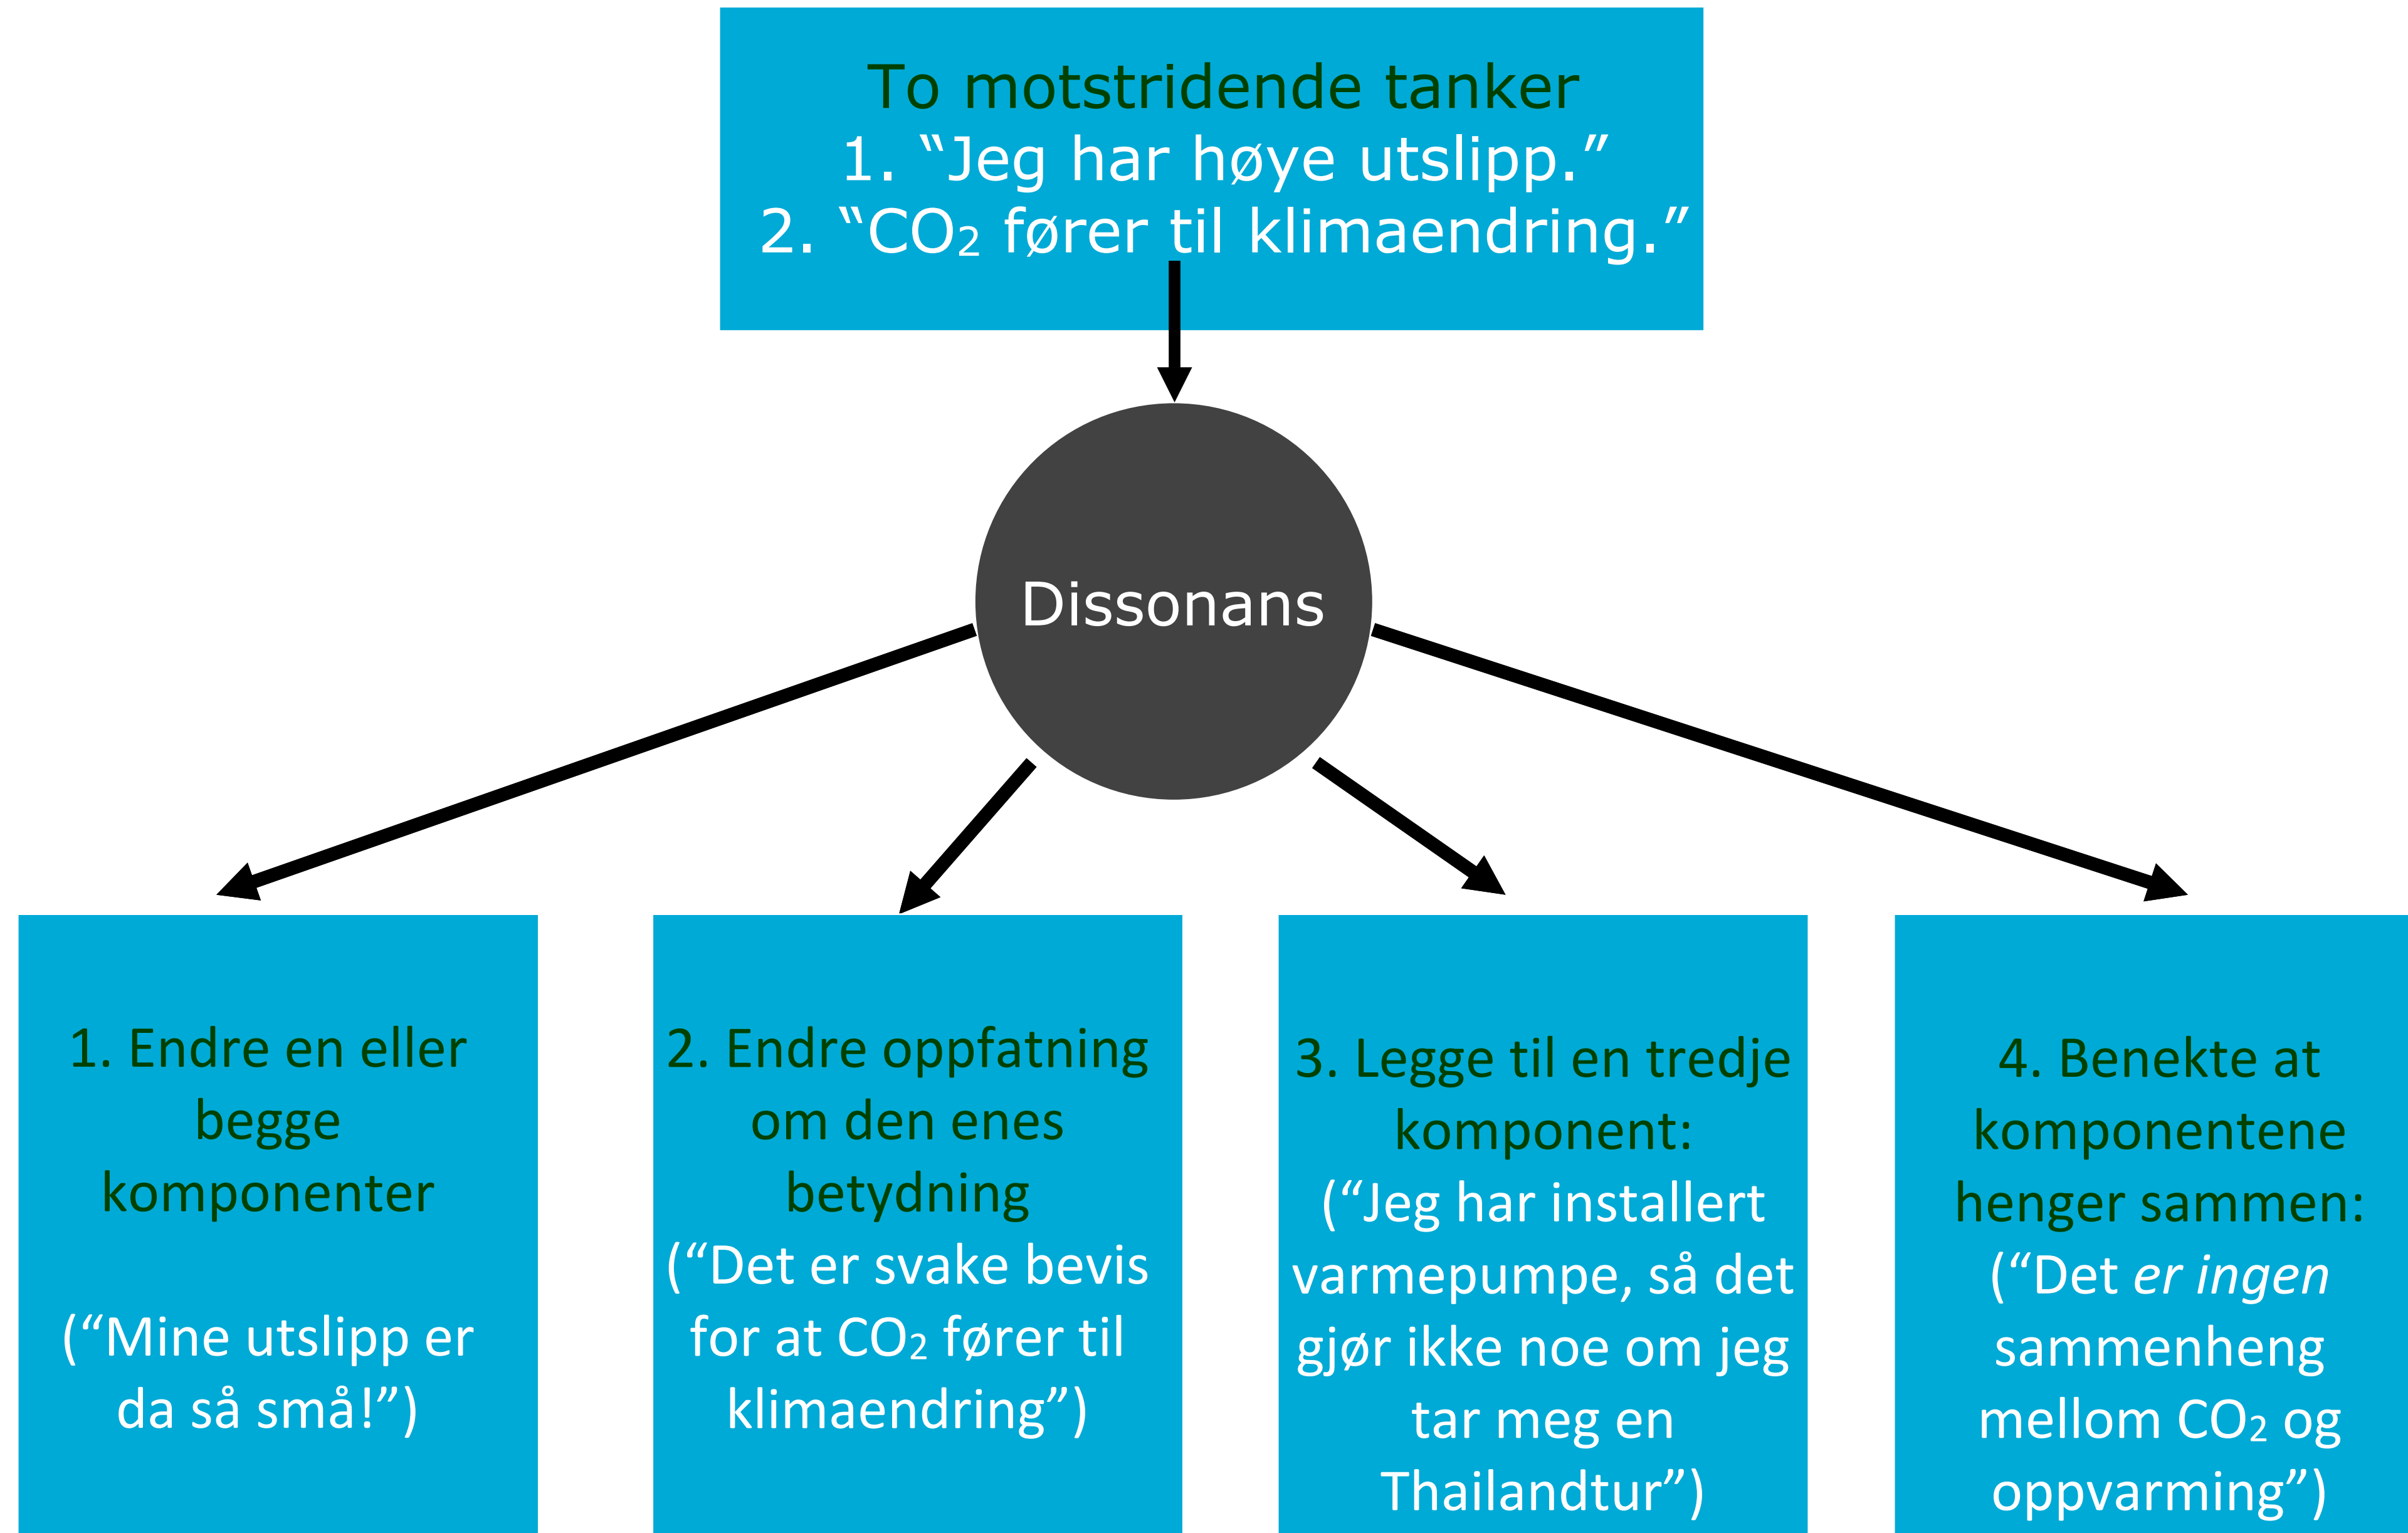 To motstridende tanker
1. “Jeg har høye utslipp.”
2. “CO₂ fører til klimaendring.”
Dissonans
1. Endre en eller
begge
komponenter
(“Mine utslipp er
da så små!”)
2. Endre oppfatning
om den enes
betydning
(“Det er svake bevis
for at CO₂ fører til
klimaendring”)
3. Legge til en tredje
komponent:
(“Jeg har installert
varmepumpe, så det
gjør ikke noe om jeg
tar meg en
Thailandtur”)
4. Benekte at
komponentene
henger sammen:
(“Det er ingen
sammenheng
mellom CO₂ og
oppvarming”)